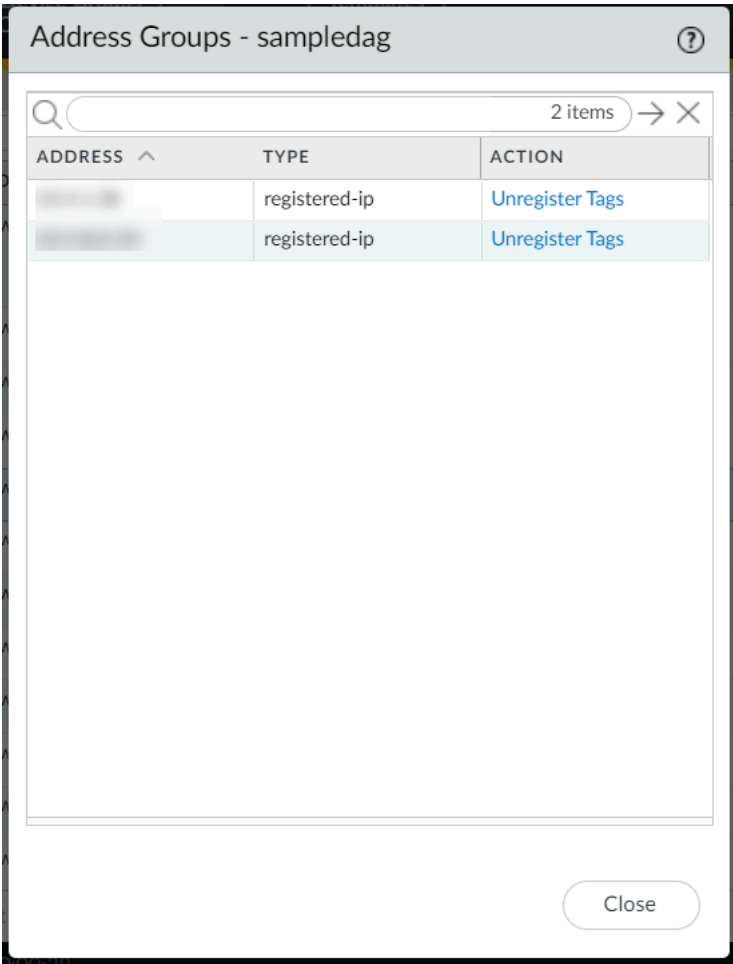 Address Groups - sampledag
2 items
ADDRESS TYPE ACTION
registered-ip Unregister Tags
registered-ip Unregister Tags
Close